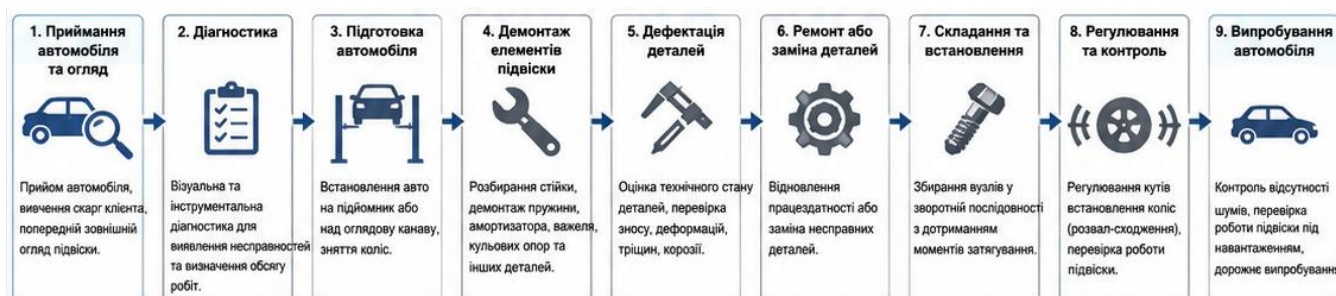 1. Приймання
автомобіля
та огляд
Прийом автомобіля,
вивчення скарг клієнта,
попередній зовнішній
огляд підвіски.
2. Діагностика
Візуальна та
інструментальна
діагностика для
виявлення несправностей
та визначення обсягу
робіт.
3. Підготовка
автомобіля
Встановлення авто
на підйомник або
над оглядову канаву,
зняття коліс.
4. Демонтаж
елементів
підвіски
Розбирання стійки,
демонтаж пружини,
амортизатора, важеля,
кульових опор та
інших деталей.
5. Дефектація
деталей
Оцінка технічного стану
деталей, перевірка
зносу, деформацій,
тріщин, корозії.
6. Ремонт або
заміна деталей
Відновлення
працездатності або
заміна несправних
деталей.
7. Складання та
встановлення
Збирання вузлів у
зворотній послідовності
з дотриманням
моментів затягування.
8. Регулювання
та контроль
Регулювання кутів
встановлення коліс
(розвал-сходження),
перевірка роботи
підвіски.
9. Випробування
автомобіля
Контроль відсутності
шумів, перевірка
роботи підвіски під
навантаженням,
дорожнє випробуванн